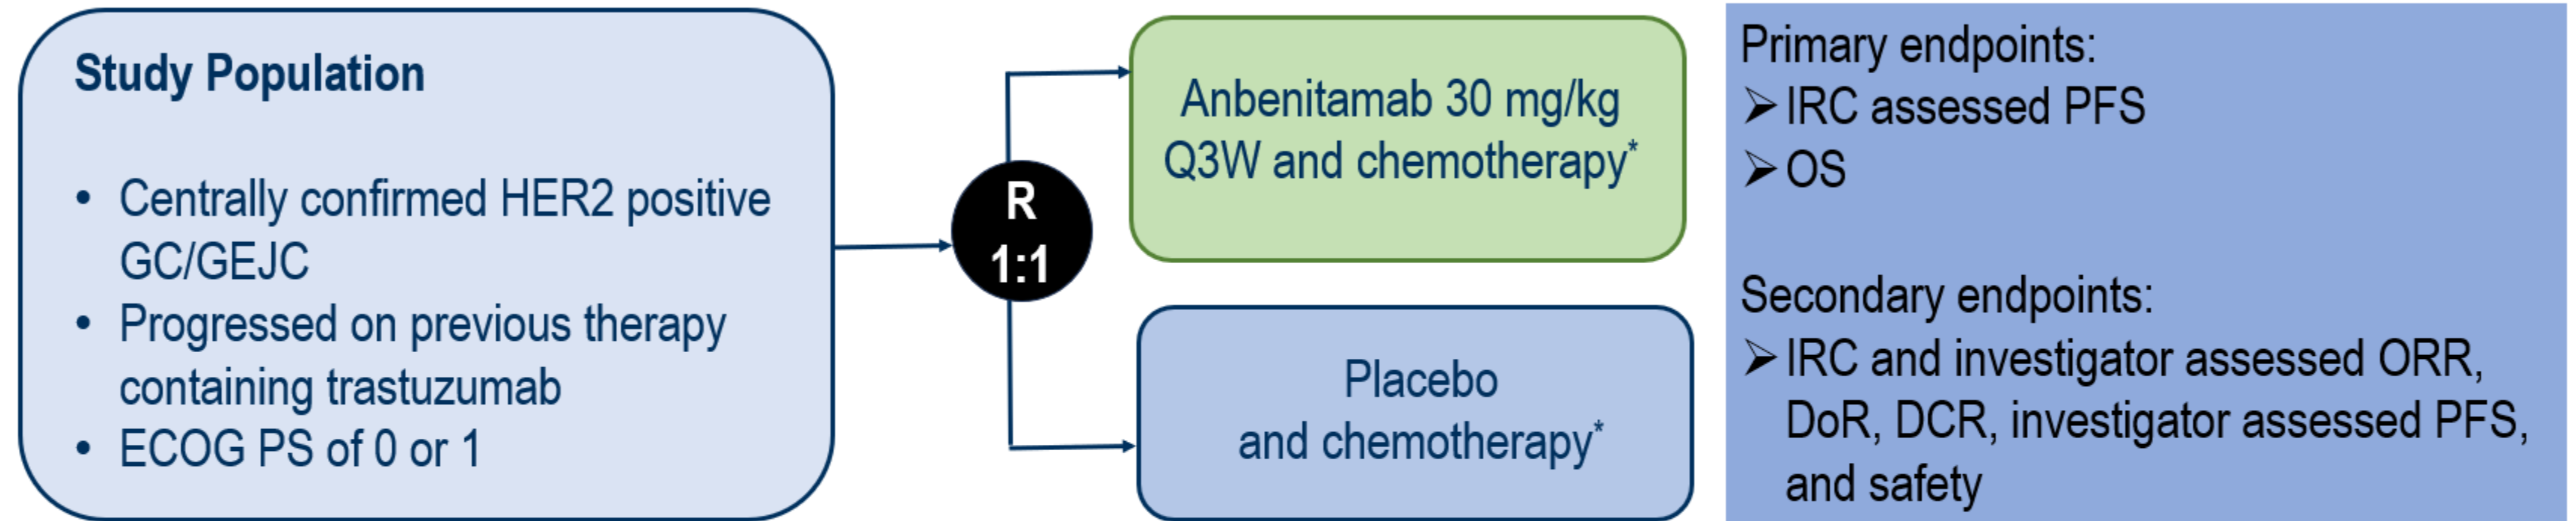 Study Population
• Centrally confirmed HER2 positive
GC/GEJC
• Progressed on previous therapy
containing trastuzumab
• ECOG PS of 0 or 1
R
1:1
Anbenitamab 30 mg/kg
Q3W and chemotherapy*
Placebo
and chemotherapy*
Primary endpoints:
➢IRC assessed PFS
➢OS
Secondary endpoints:
➢IRC and investigator assessed ORR,
DoR, DCR, investigator assessed PFS,
and safety